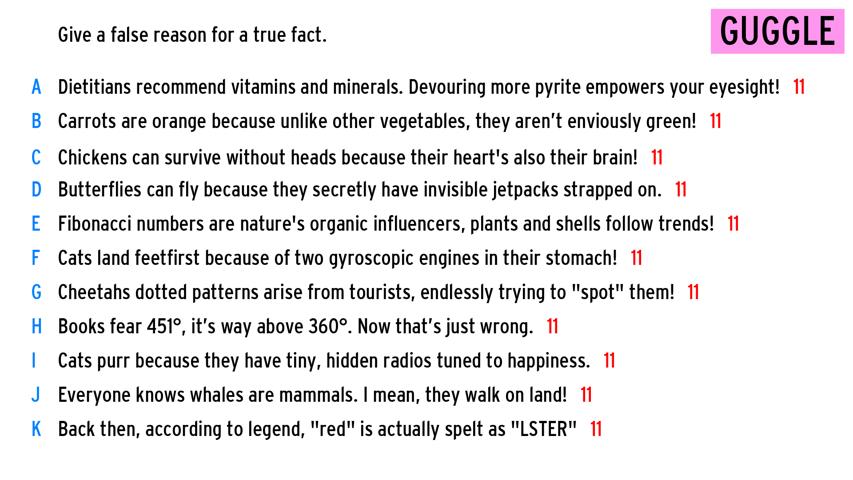 Give a false reason for a true fact.
GUGGLE
A Dietitians recommend vitamins and minerals. Devouring more pyrite empowers your eyesight! 11
B Carrots are orange because unlike other vegetables, they aren’t enviously green! 11
C Chickens can survive without heads because their heart's also their brain! 11
D Butterflies can fly because they secretly have invisible jetpacks strapped on. 11
E Fibonacci numbers are nature's organic influencers, plants and shells follow trends! 11
F Cats land feetfirst because of two gyroscopic engines in their stomach! 11
G Cheetahs dotted patterns arise from tourists, endlessly trying to "spot" them! 11
H Books fear 451°, it’s way above 360°. Now that’s just wrong. 11
I Cats purr because they have tiny, hidden radios tuned to happiness. 11
J Everyone knows whales are mammals. I mean, they walk on land! 11
K Back then, according to legend, "red" is actually spelt as "LSTER" 11